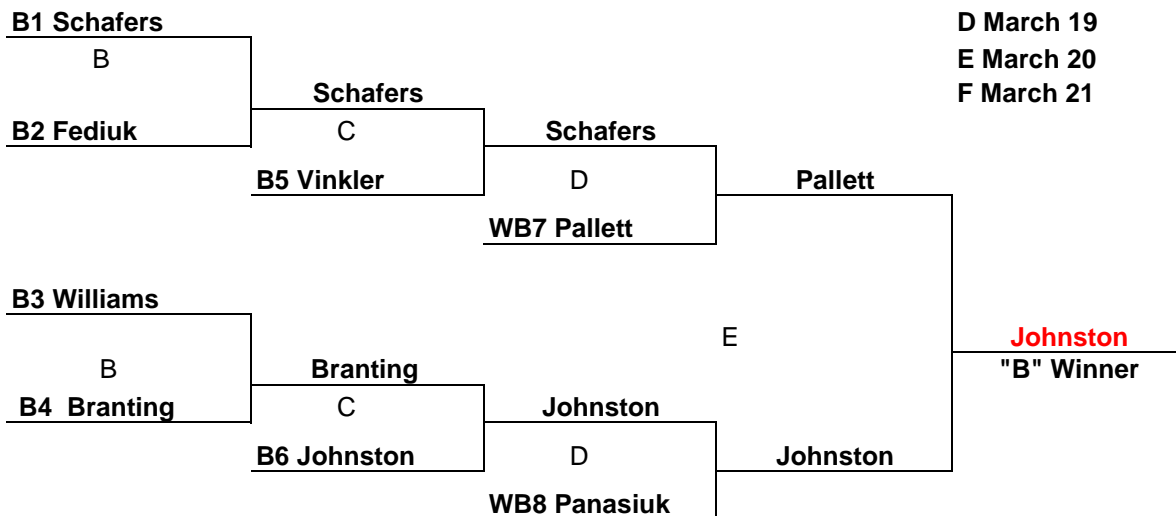 B1 Schafers
D March 19
B
E March 20
Schafers
F March 21
B2 Fediuk
C
Schafers
B5 Vinkler
D
Pallett
WB7 Pallett
B3 Williams
E
Johnston
B
Branting
"B" Winner
B4 Branting
C
Johnston
B6 Johnston
D
Johnston
WB8 Panasiuk